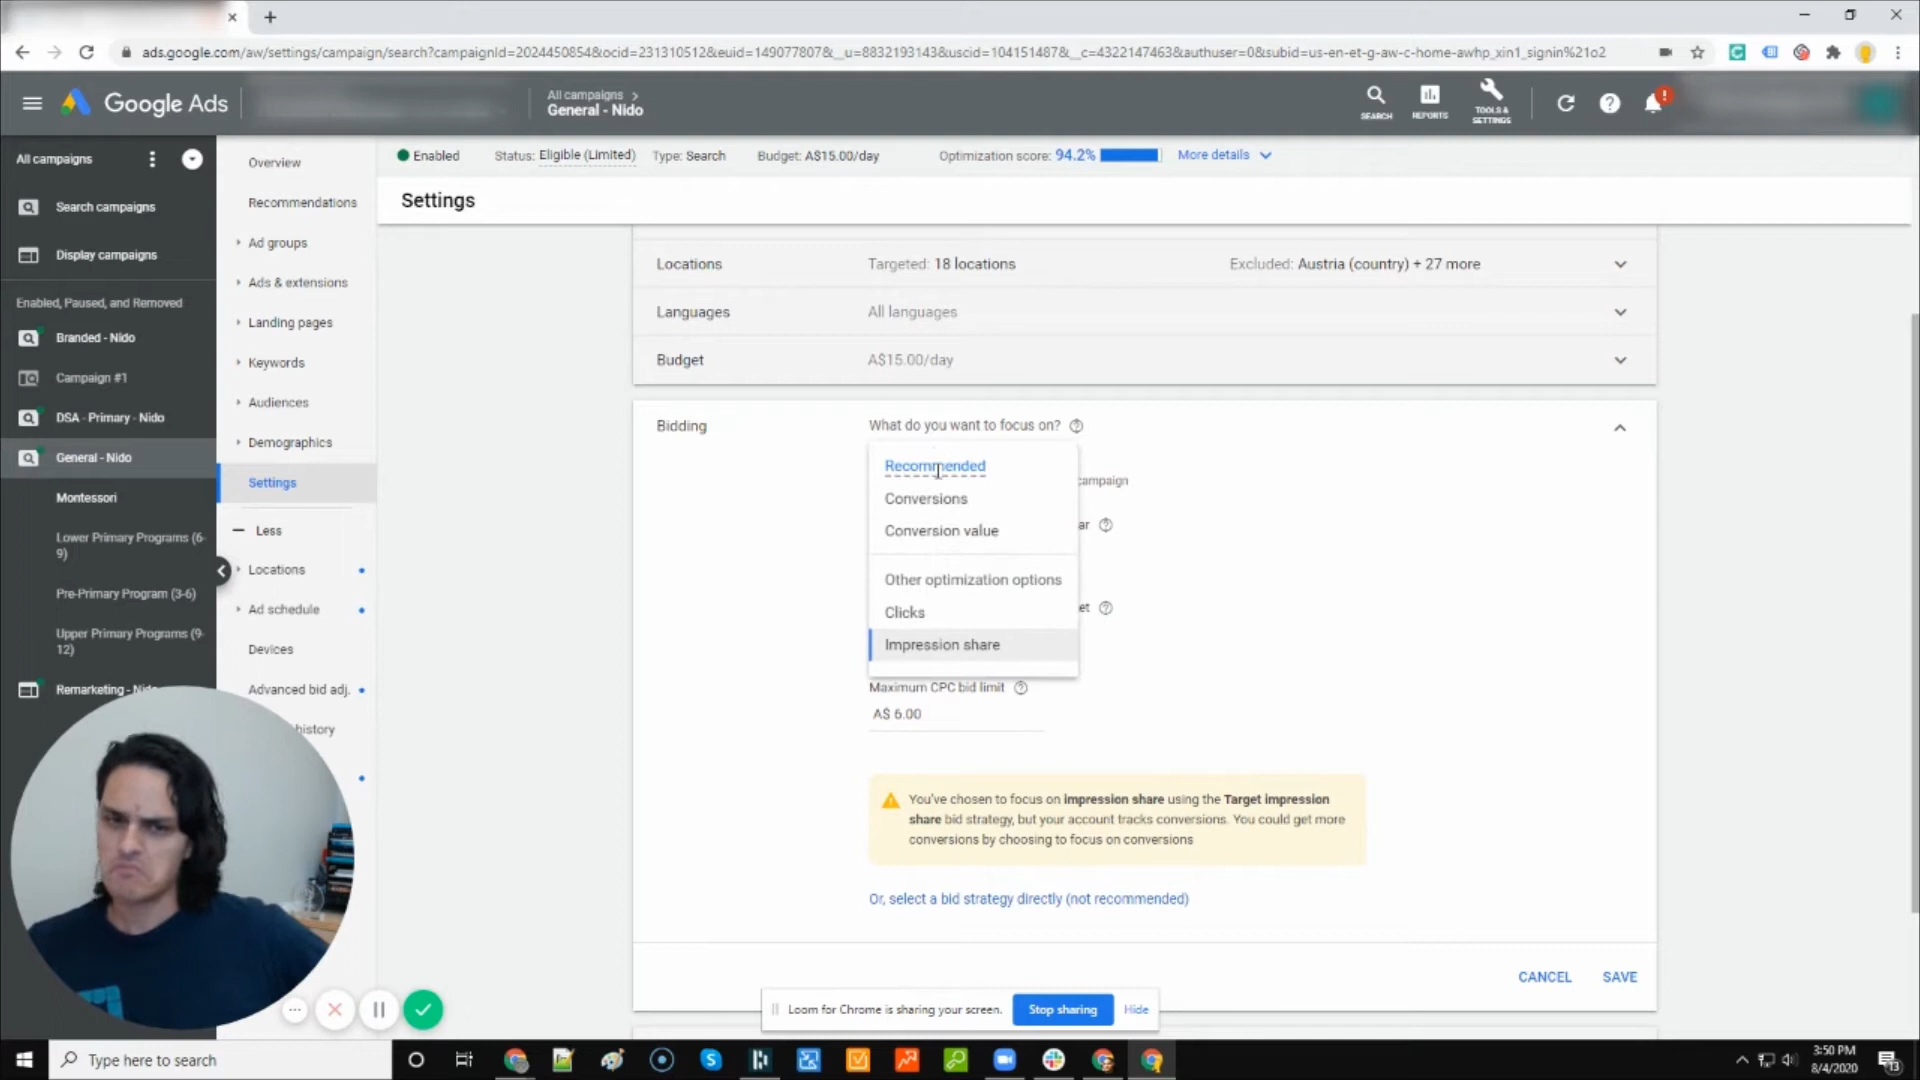 ads.google.com/aw/settings/campaign/search?campaignId=2024450854&ocid=231310512&euid=149077807&__u=8832193143&uscid=104151487&__c=4322147463&authuser=0&subid=us-en-et-g-aw-c-home-awhp_xin1_signin%21o2
Google Ads
All campaigns >
General - Nido
SEARCH
REPORTS
TOOLS &
SETTINGS
All campaigns
Search campaigns
Display campaigns
Enabled, Paused, and Removed
Branded - Nido
Campaign #1
DSA - Primary - Nido
General - Nido
Montessori
Lower Primary Programs (6-
9)
Pre-Primary Program (3-6)
Upper Primary Programs (9-
12)
Remarketing -
Overview
Recommendations
Ad groups
Ads & extensions
Landing pages
Keywords
Audiences
Demographics
Settings
Less
Locations
Ad schedule
Devices
Advanced bid adj.
history
Enabled
Status: Eligible (Limited)
Type: Search
Budget: A$15.00/day
Optimization score: 94.2%
More details
Settings
Locations
Targeted: 18 locations
Excluded: Austria (country) + 27 more
Languages
All languages
Budget
A$15.00/day
Bidding
What do you want to focus on?
Recommended
campaign
Conversions
ar
Conversion value
Other optimization options
et
Clicks
Impression share
Maximum CPC bid limit
A$ 6.00
You've chosen to focus on impression share using the Target impression
share bid strategy, but your account tracks conversions. You could get more
conversions by choosing to focus on conversions
Or, select a bid strategy directly (not recommended)
CANCEL
SAVE
Loom for Chrome is sharing your screen.
Stop sharing
Hide
Type here to search
3:50 PM
8/4/2020
13